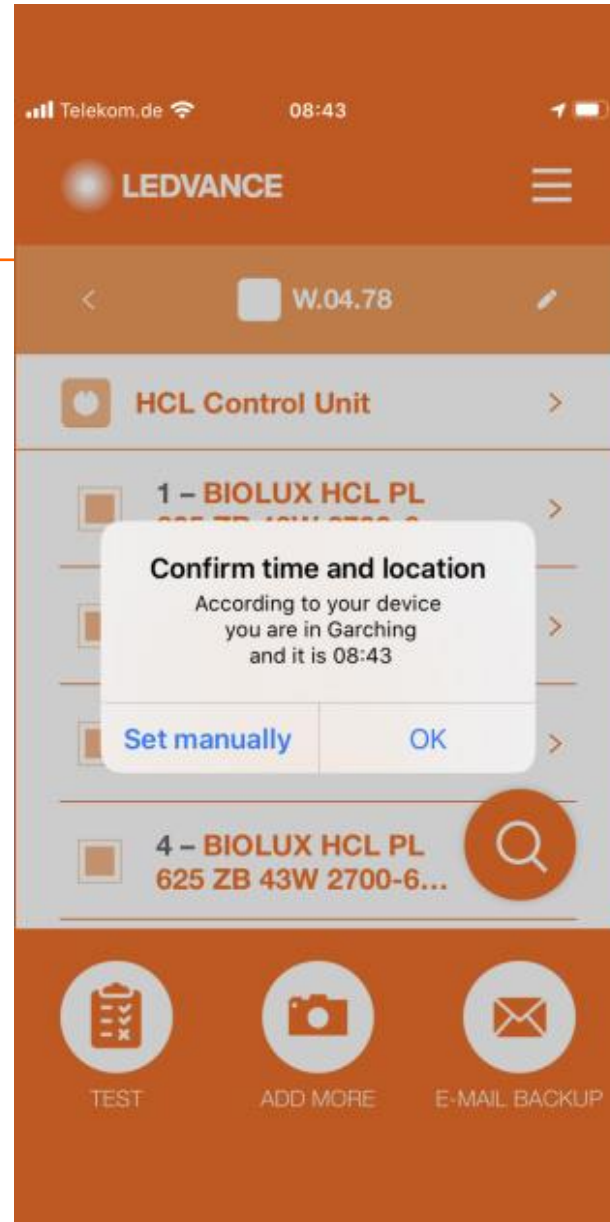 Telekom.de 08:43
LEDVANCE
W.04.78
HCL Control Unit
1 – BIOLUX HCL PL
Confirm time and location
According to your device
you are in Garching
and it is 08:43
Set manually OK
4 – BIOLUX HCL PL
625 ZB 43W 2700-6...
TEST ADD MORE E-MAIL BACKUP